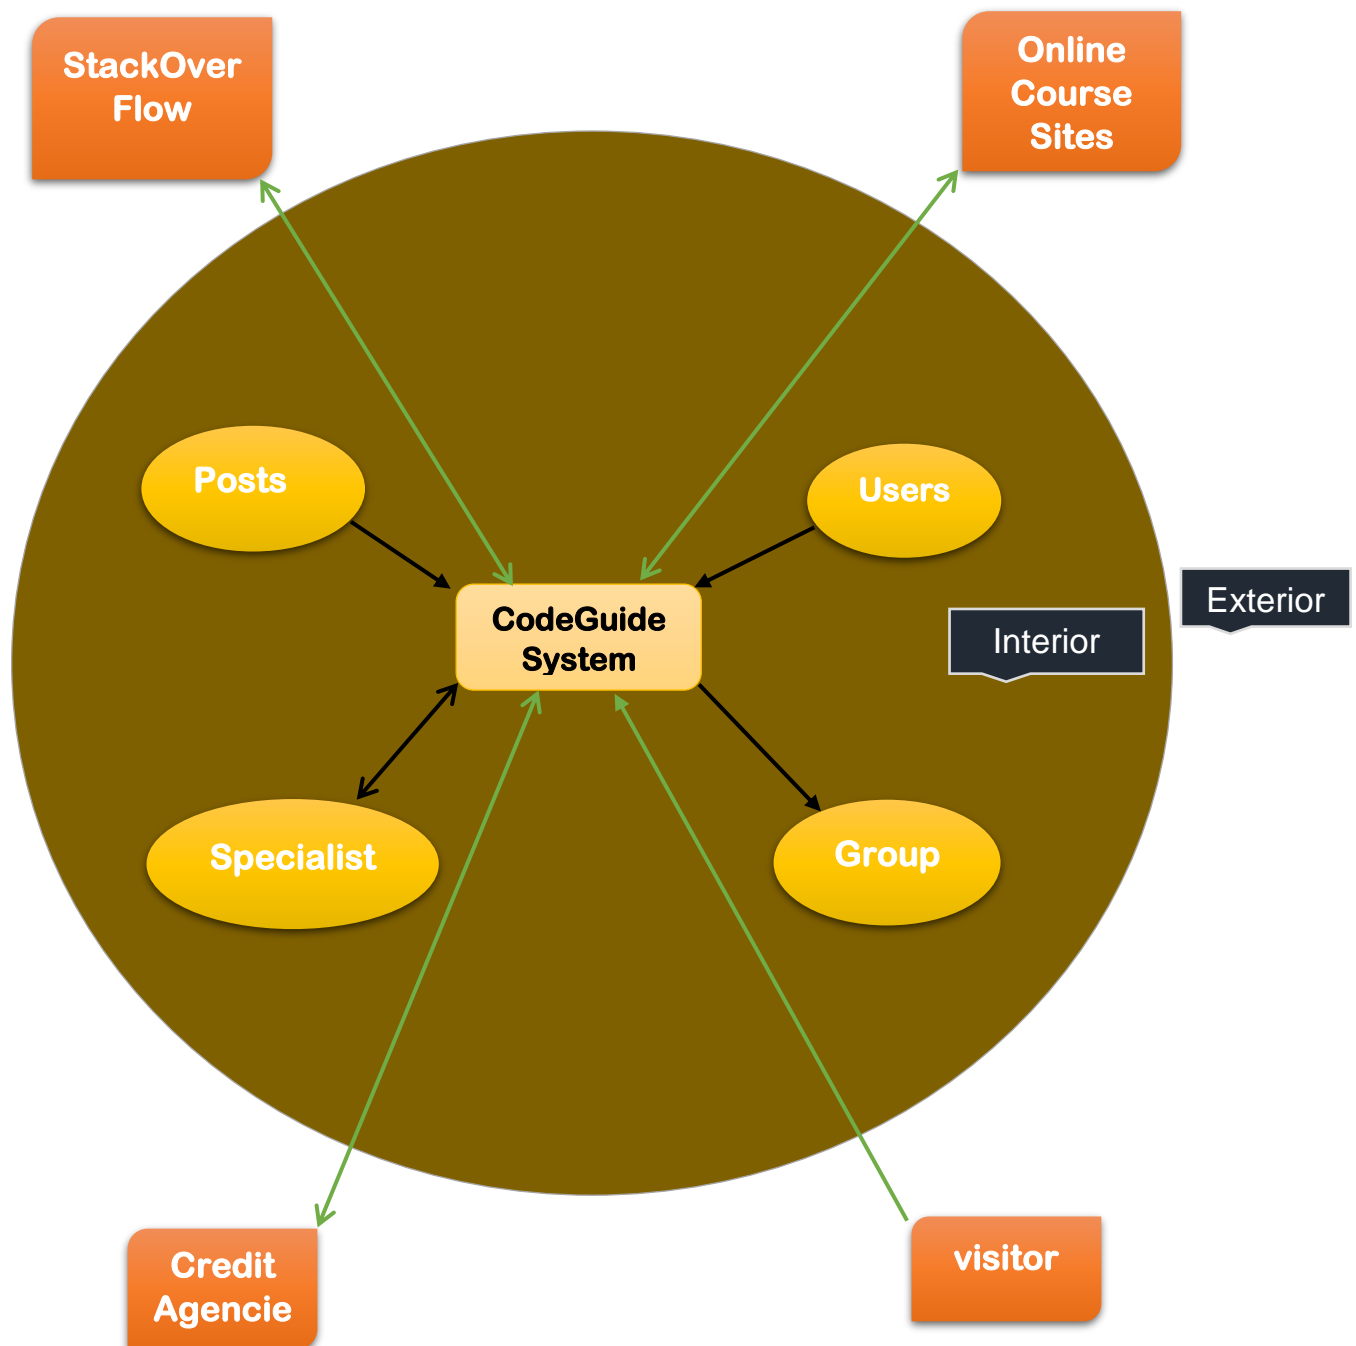 StackOver
Flow
Online
Course
Sites
Posts
Users
CodeGuide
System
Interior
Exterior
Specialist
Group
Credit
Agencie
visitor